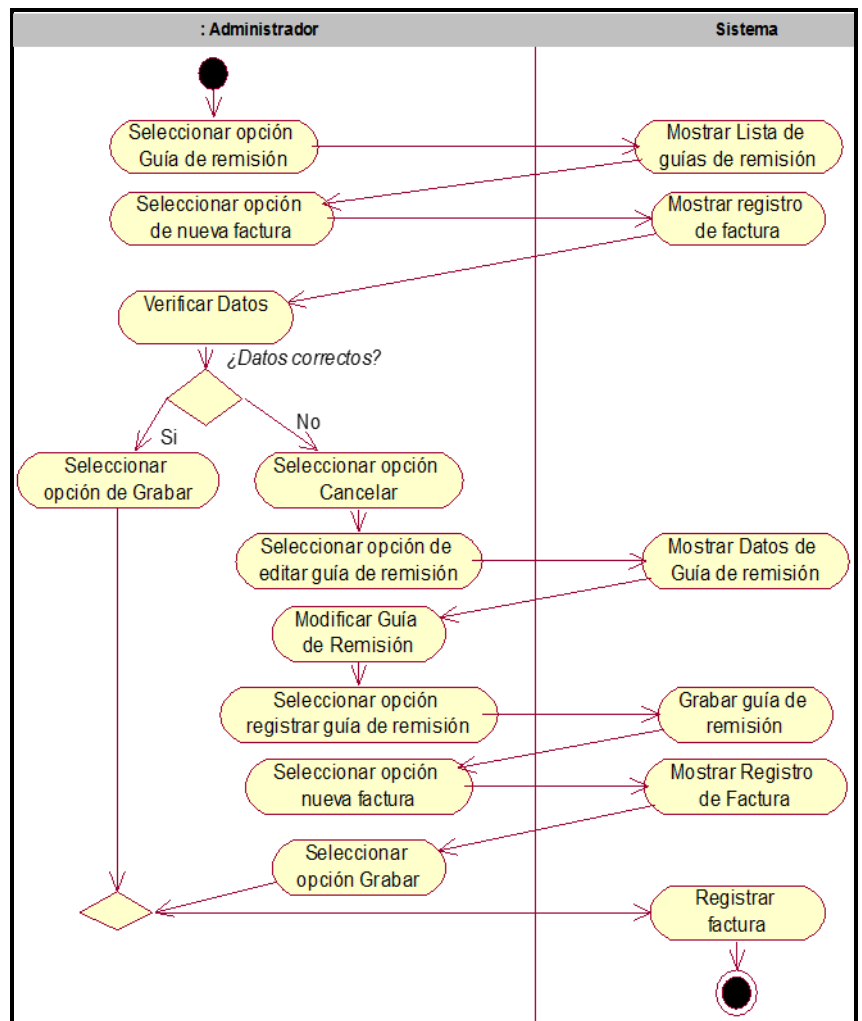 : Administrador
Sistema
Seleccionar opción
Guía de remisión
Mostrar Lista de
guías de remisión
Seleccionar opción
de nueva factura
Mostrar registro
de factura
Verificar Datos
¿Datos correctos?
Si
No
Seleccionar
opción de Grabar
Seleccionar opción
Cancelar
Seleccionar opción de
editar guía de remisión
Mostrar Datos de
Guía de remisión
Modificar Guía
de Remisión
Seleccionar opción
registrar guía de remisión
Grabar guía de
remisión
Seleccionar opción
nueva factura
Mostrar Registro
de Factura
Seleccionar
opción Grabar
Registrar
factura